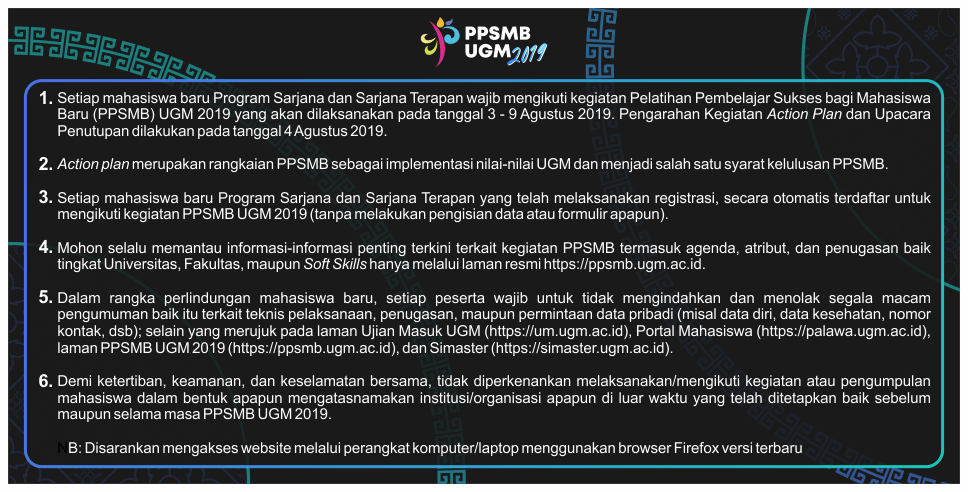 PPSMB
UGM 2019
1. Setiap mahasiswa baru Program Sarjana dan Sarjana Terapan wajib mengikuti kegiatan Pelatihan Pembelajar Sukses bagi Mahasiswa
Baru (PPSMB) UGM 2019 yang akan dilaksanakan pada tanggal 3 - 9 Agustus 2019. Pengarahan Kegiatan Action Plan dan Upacara
Penutupan dilakukan pada tanggal 4 Agustus 2019.
2. Action plan merupakan rangkaian PPSMB sebagai implementasi nilai-nilai UGM dan menjadi salah satu syarat kelulusan PPSMB.
3. Setiap mahasiswa baru Program Sarjana dan Sarjana Terapan yang telah melaksanakan registrasi, secara otomatis terdaftar untuk
mengikuti kegiatan PPSMB UGM 2019 (tanpa melakukan pengisian data atau formulir apapun).
4. Mohon selalu memantau informasi-informasi penting terkini terkait kegiatan PPSMB termasuk agenda, atribut, dan penugasan baik
tingkat Universitas, Fakultas, maupun Soft Skills hanya melalui laman resmi https://ppsmb.ugm.ac.id.
5. Dalam rangka perlindungan mahasiswa baru, setiap peserta wajib untuk tidak mengindahkan dan menolak segala macam
pengumuman baik itu terkait teknis pelaksanaan, penugasan, maupun permintaan data pribadi (misal data diri, data kesehatan, nomor
kontak, dsb); selain yang merujuk pada laman Ujian Masuk UGM (https://um.ugm.ac.id), Portal Mahasiswa (https://palawa.ugm.ac.id),
laman PPSMB UGM 2019 (https://ppsmb.ugm.ac.id), dan Simaster (https://simaster.ugm.ac.id).
6. Demi ketertiban, keamanan, dan keselamatan bersama, tidak diperkenankan melaksanakan/mengikuti kegiatan atau pengumpulan
mahasiswa dalam bentuk apapun mengatasnamakan institusi/organisasi apapun di luar waktu yang telah ditetapkan baik sebelum
maupun selama masa PPSMB UGM 2019.
NB: Disarankan mengakses website melalui perangkat komputer/laptop menggunakan browser Firefox versi terbaru